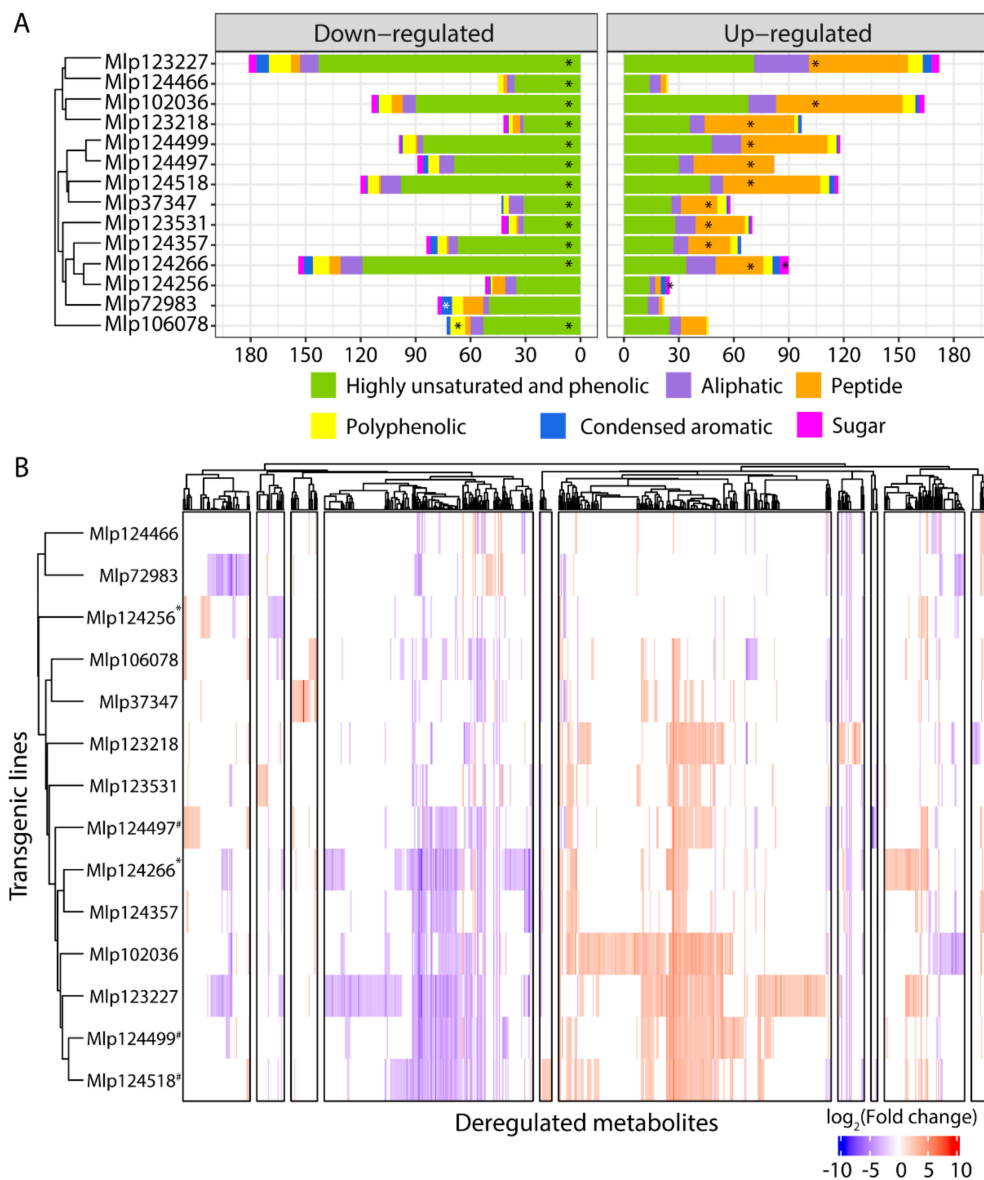 A
Down-regulated
Up-regulated
Mlp123227
Mlp124466
Mlp102036
Mlp123218
Mlp124499
Mlp124497
Mlp124518
Mlp37347
Mlp123531
Mlp124357
Mlp124266
Mlp124256
Mlp72983
Mlp106078
180 150 120 90 60 30 0
0 30 60 90 120 150 180
Highly unsaturated and phenolic
Aliphatic
Peptide
Polyphenolic
Condensed aromatic
Sugar
B
Transgenic lines
Mlp124466
Mlp72983
Mlp124256*
Mlp106078
Mlp37347
Mlp123218
Mlp123531
Mlp124497#
Mlp124266*
Mlp124357
Mlp102036
Mlp123227
Mlp124499#
Mlp124518#
Deregulated metabolites
log2(Fold change)
-10 -5 0 5 10